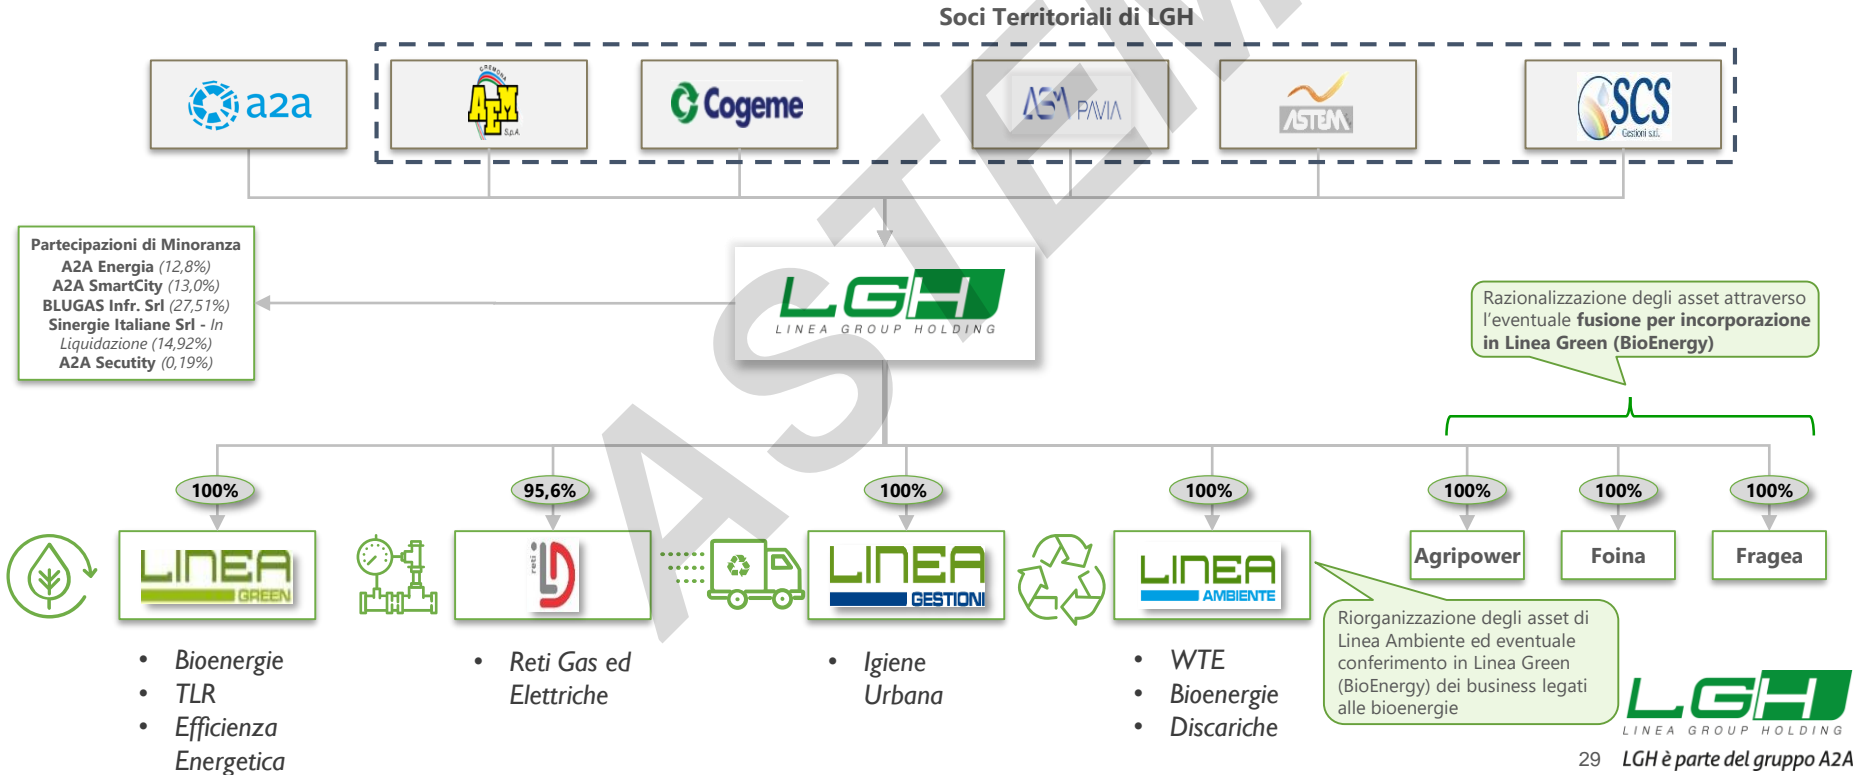 Soci Territoriali di LGH
a2a
CREMONA
AEM
S.p.A.
Cogeme
ASM PAVIA
ASTEM
SCS
Gestioni s.r.l.
Partecipazioni di Minoranza
A2A Energia (12,8%)
A2A SmartCity (13,0%)
BLUGAS Infr. Srl (27,51%)
Sinergie Italiane Srl - In
Liquidazione (14,92%)
A2A Secutity (0,19%)
LGH
LINEA GROUP HOLDING
Razionalizzazione degli asset attraverso
l'eventuale fusione per incorporazione
in Linea Green (BioEnergy)
100%
95,6%
100%
100%
100%
100%
100%
LINEA
GREEN
reti
LD
LINEA
GESTIONI
LINEA
AMBIENTE
Agripower
Foina
Fragea
• Bioenergie
• TLR
• Efficienza
Energetica
• Reti Gas ed
Elettriche
• Igiene
Urbana
• WTE
• Bioenergie
• Discariche
Riorganizzazione degli asset di
Linea Ambiente ed eventuale
conferimento in Linea Green
(BioEnergy) dei business legati
alle bioenergie
LGH
LINEA GROUP HOLDING
29 LGH è parte del gruppo A2A
ASTEM